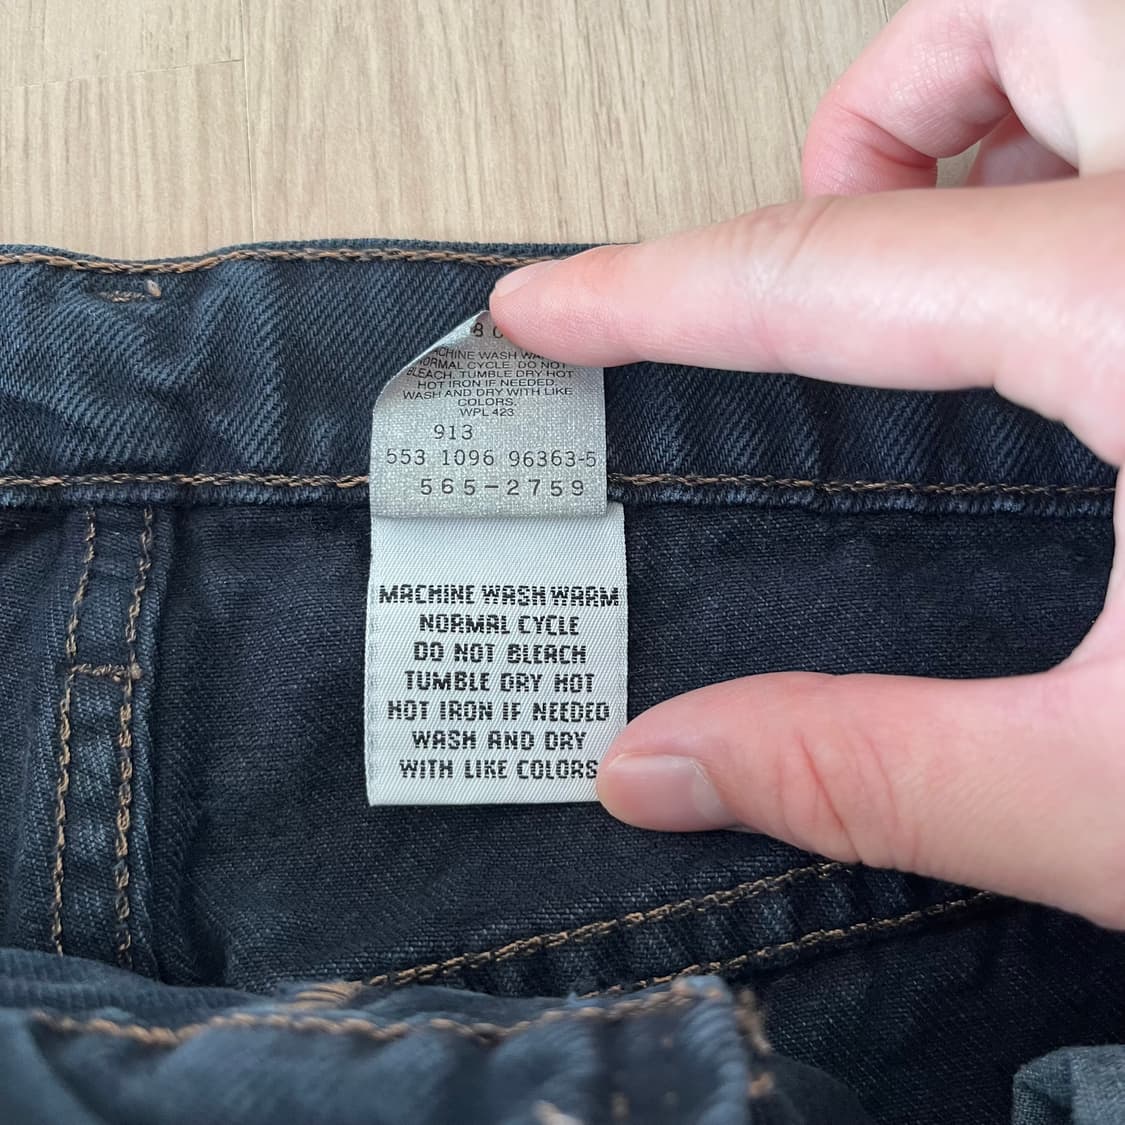 8
MACHINE WASH
NORMAL CYCLE. DO NOT
BLEACH. TUMBLE DRY HOT
HOT IRON IF NEEDED.
WASH AND DRY WITH LIKE
COLORS.
WPL 423
913
553 1096 96363-5
565-2759
MACHINE WASH WARM
NORMAL CYCLE
DO NOT BLEACH
TUMBLE DRY HOT
HOT IRON IF NEEDED
WASH AND DRY
WITH LIKE COLORS